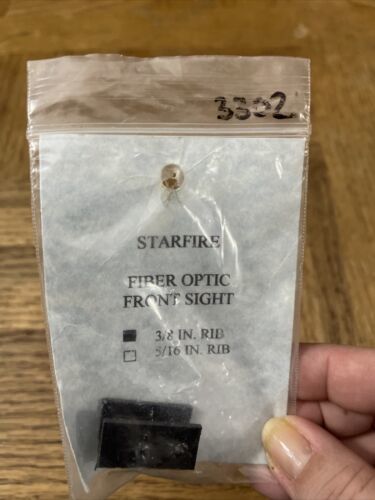 3302
STARFIRE
FIBER OPTIC
FRONT SIGHT
■ 3/8 IN. RIB
□ 5/16 IN. RIB